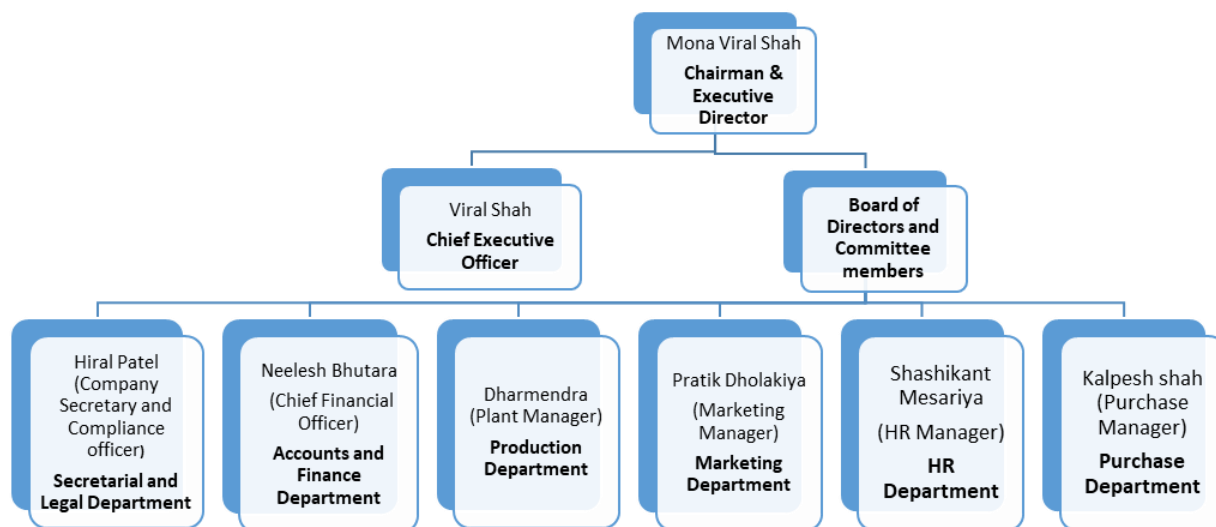 Mona Viral Shah
Chairman &
Executive
Director
Viral Shah
Chief Executive
Officer
Board of
Directors and
Committee
members
Hiral Patel
(Company
Secretary and
Compliance
officer)
Secretarial and
Legal Department
Neelesh Bhutara
(Chief Financial
Officer)
Accounts and
Finance
Department
Dharmendra
(Plant Manager)
Production
Department
Pratik Dholakiya
(Marketing
Manager)
Marketing
Department
Shashikant
Mesariya
(HR Manager)
HR
Department
Kalpesh shah
(Purchase
Manager)
Purchase
Department